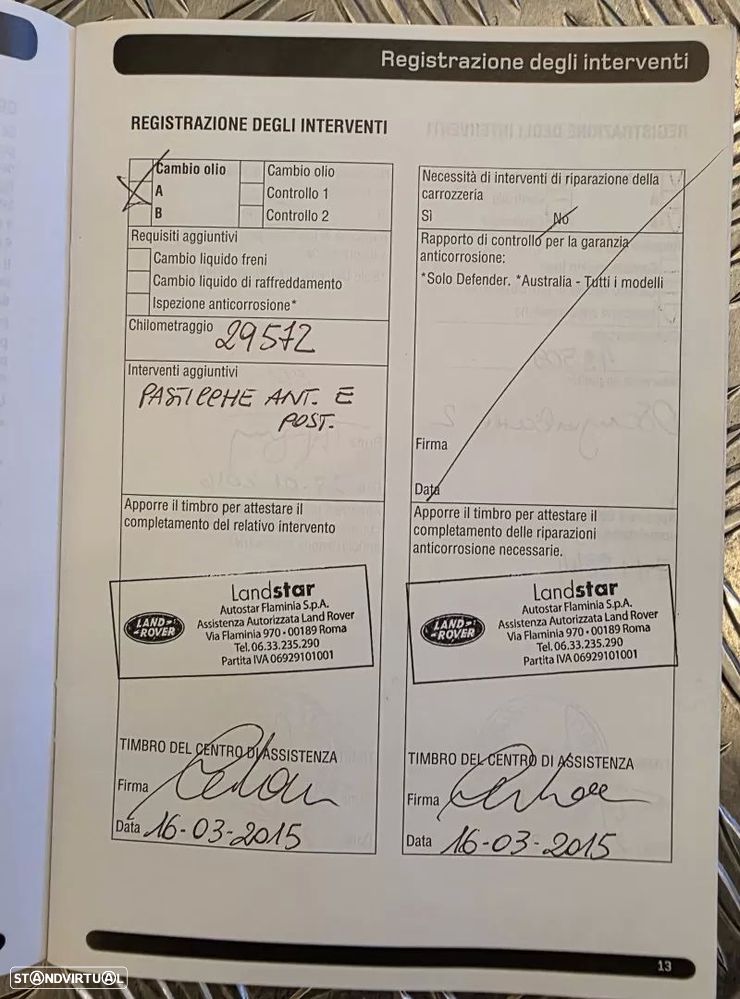 Registrazione degli interventi
REGISTRAZIONE DEGLI INTERVENTI
Cambio olio
A
B
Cambio olio
Controllo 1
Controllo 2
Requisiti aggiuntivi
Cambio liquido freni
Cambio liquido di raffreddamento
Ispezione anticorrosione*
Chilometraggio 29572
Interventi aggiuntivi
PASTICCHE ANT. E
POST.
Apporre il timbro per attestare il
completamento del relativo intervento
LAND-
-ROVER
Landstar
Autostar Flaminia S.p.A.
Assistenza Autorizzata Land Rover
Via Flaminia 970 - 00189 Roma
Tel. 06.33.235.290
Partita IVA 06929101001
TIMBRO DEL CENTRO DI ASSISTENZA
Firma
Data 16-03-2015
Necessità di interventi di riparazione della
carrozzeria
Sì No
Rapporto di controllo per la garanzia
anticorrosione:
*Solo Defender. *Australia - Tutti i modelli
Firma
Data
Apporre il timbro per attestare il
completamento delle riparazioni
anticorrosione necessarie.
LAND-
-ROVER
Landstar
Autostar Flaminia S.p.A.
Assistenza Autorizzata Land Rover
Via Flaminia 970 - 00189 Roma
Tel. 06.33.235.290
Partita IVA 06929101001
TIMBRO DEL CENTRO DI ASSISTENZA
Firma
Data 16-03-2015
13
STANDVIRTUAL